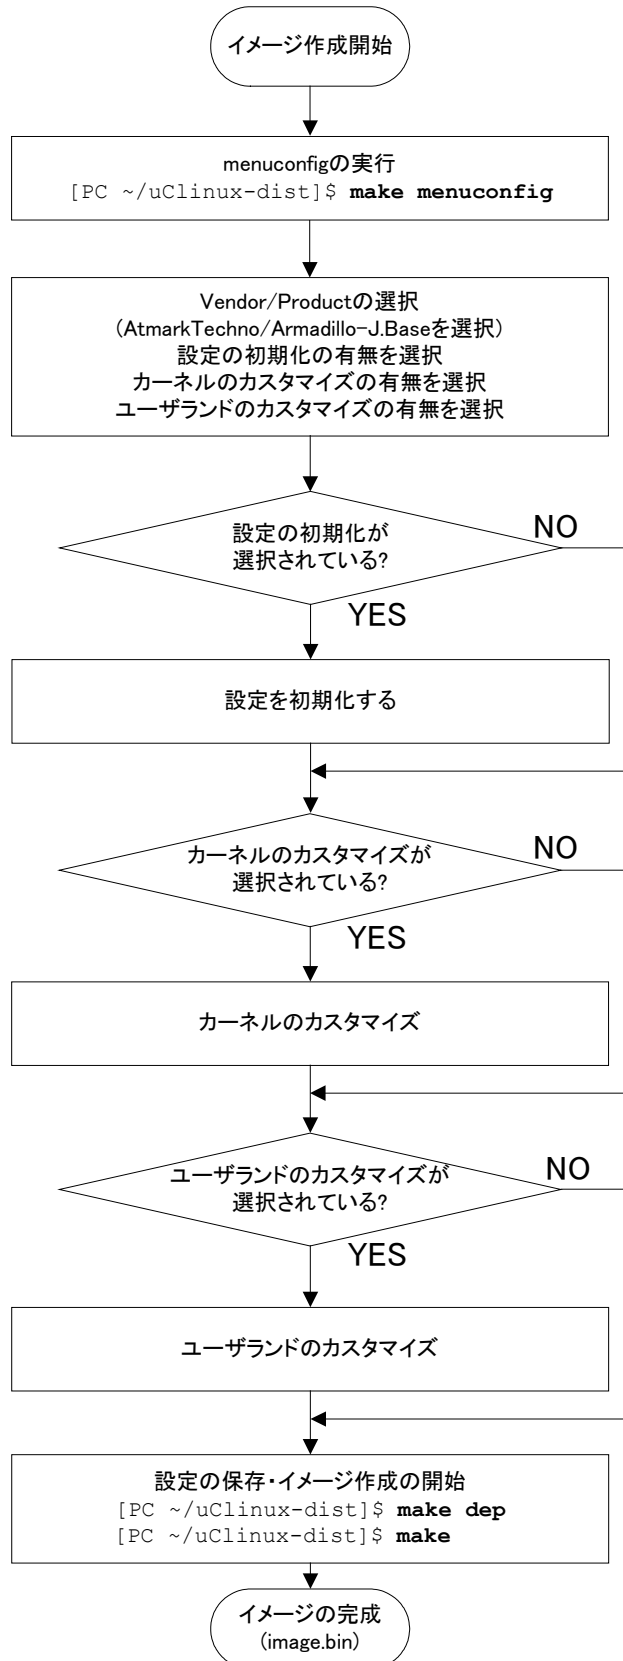 イメージ作成開始
menuconfigの実行
[PC ~/uClinux-dist]$ make menuconfig
Vendor/Productの選択
(AtmarkTechno/Armadillo-J.Baseを選択)
設定の初期化の有無を選択
カーネルのカスタマイズの有無を選択
ユーザランドのカスタマイズの有無を選択
設定の初期化が
選択されている?
NO
YES
設定を初期化する
カーネルのカスタマイズが
選択されている?
NO
YES
カーネルのカスタマイズ
ユーザランドのカスタマイズが
選択されている?
NO
YES
ユーザランドのカスタマイズ
設定の保存・イメージ作成の開始
[PC ~/uClinux-dist]$ make dep
[PC ~/uClinux-dist]$ make
イメージの完成
(image.bin)